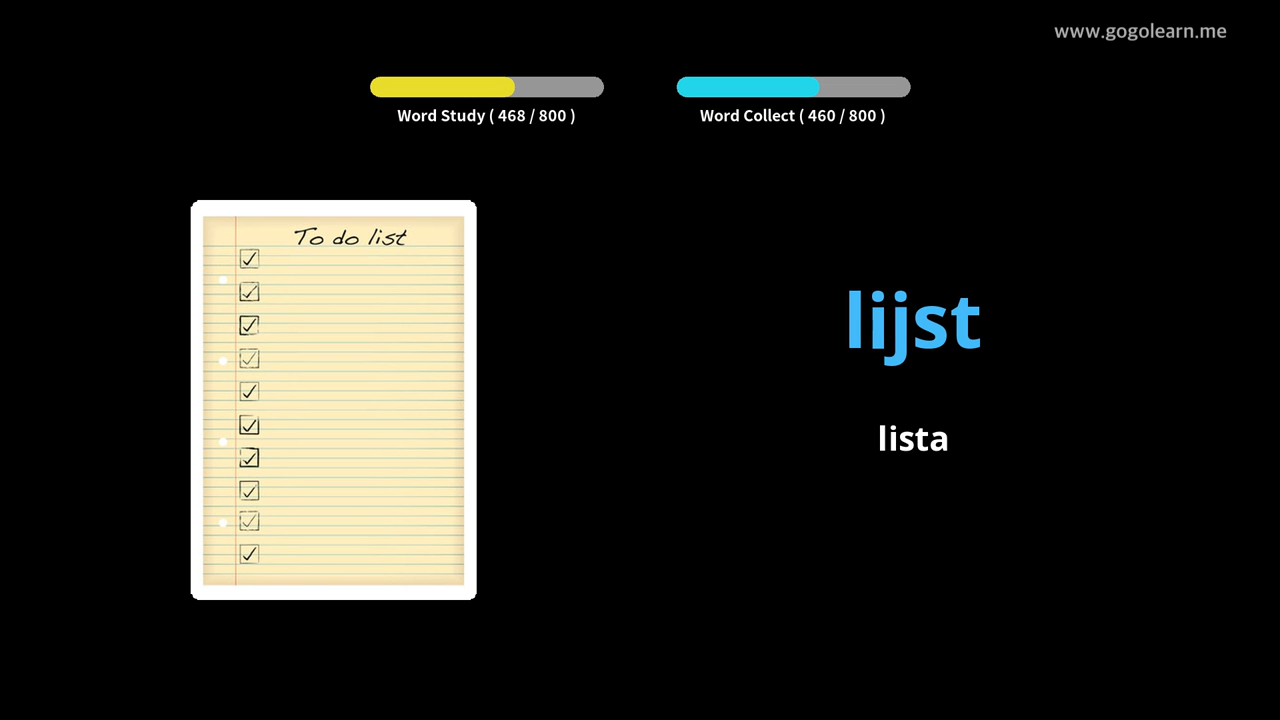 www.gogolearn.me
Word Study ( 468 / 800 )
Word Collect ( 460 / 800 )
To do list
lijst
lista